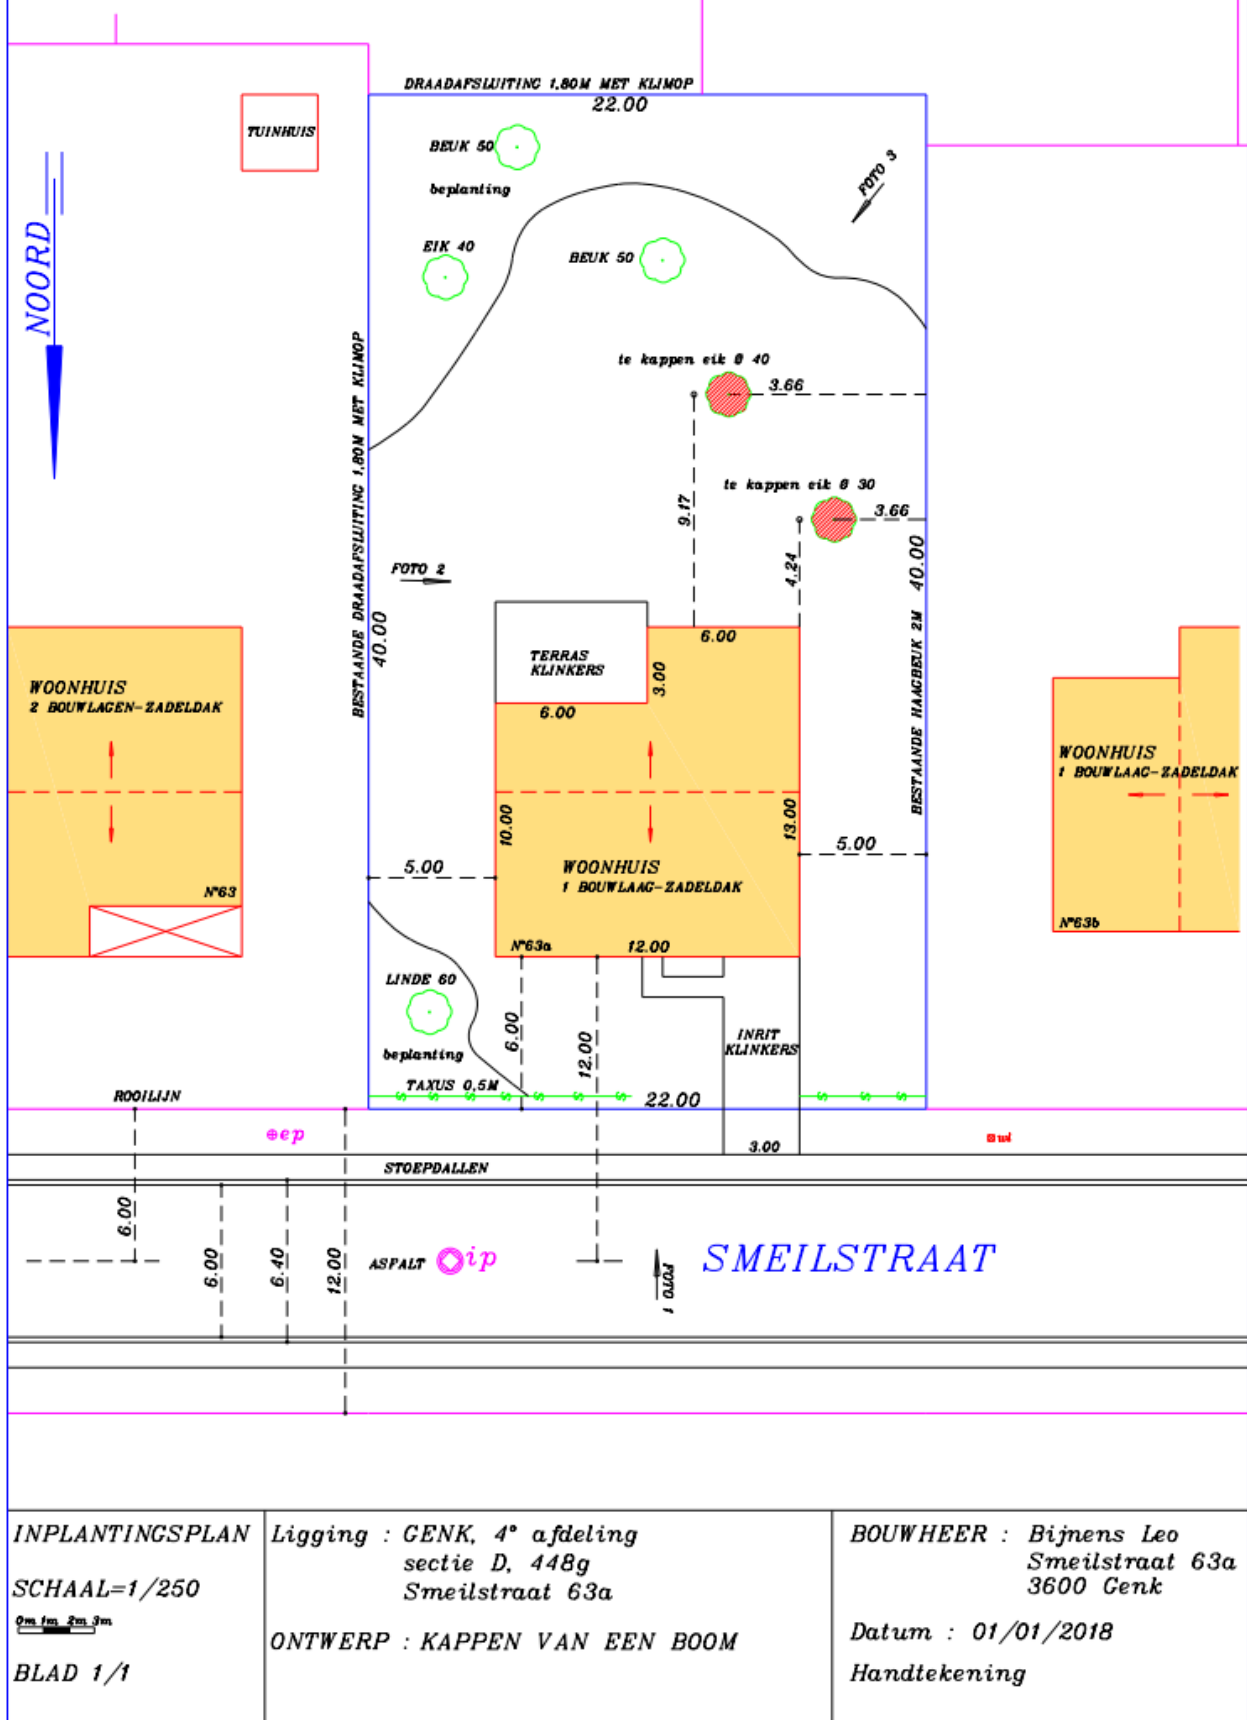 DRAADAFSLUITING 1,80M MET KLIMOP
22.00
TUINHUIS
BEUK 50
beplanting
FOTO 3
NOORD
EIK 40
BEUK 50
te kappen eik Ø 40
3.66
BESTAANDE DRAADAFSLUITING 1,80M MET KLIMOP
40.00
te kappen eik Ø 30
3.66
9.17
4.24
FOTO 2
BESTAANDE HAAGBEUK 2M
40.00
6.00
TERRAS
KLINKERS
3.00
6.00
WOONHUIS
2 BOUWLAGEN-ZADELDAK
WOONHUIS
1 BOUWLAAG-ZADELDAK
10.00
13.00
5.00
5.00
WOONHUIS
1 BOUWLAAG-ZADELDAK
N°63
N°63a
12.00
N°63b
LINDE 60
6.00
12.00
INRIT
KLINKERS
beplanting
TAXUS 0,5M
S S S S S S S
22.00
S S S
ROOILIJN
ep
wl
3.00
STOEPDALLEN
6.00
6.00
6.40
12.00
ASFALT
ip
FOTO 1
SMEILSTRAAT
INPLANTINGSPLAN
SCHAAL=1/250
0m 1m 2m 3m
BLAD 1/1
Ligging : GENK, 4° afdeling
sectie D, 448g
Smeilstraat 63a
ONTWERP : KAPPEN VAN EEN BOOM
BOUWHEER : Bijnens Leo
Smeilstraat 63a
3600 Genk
Datum : 01/01/2018
Handtekening